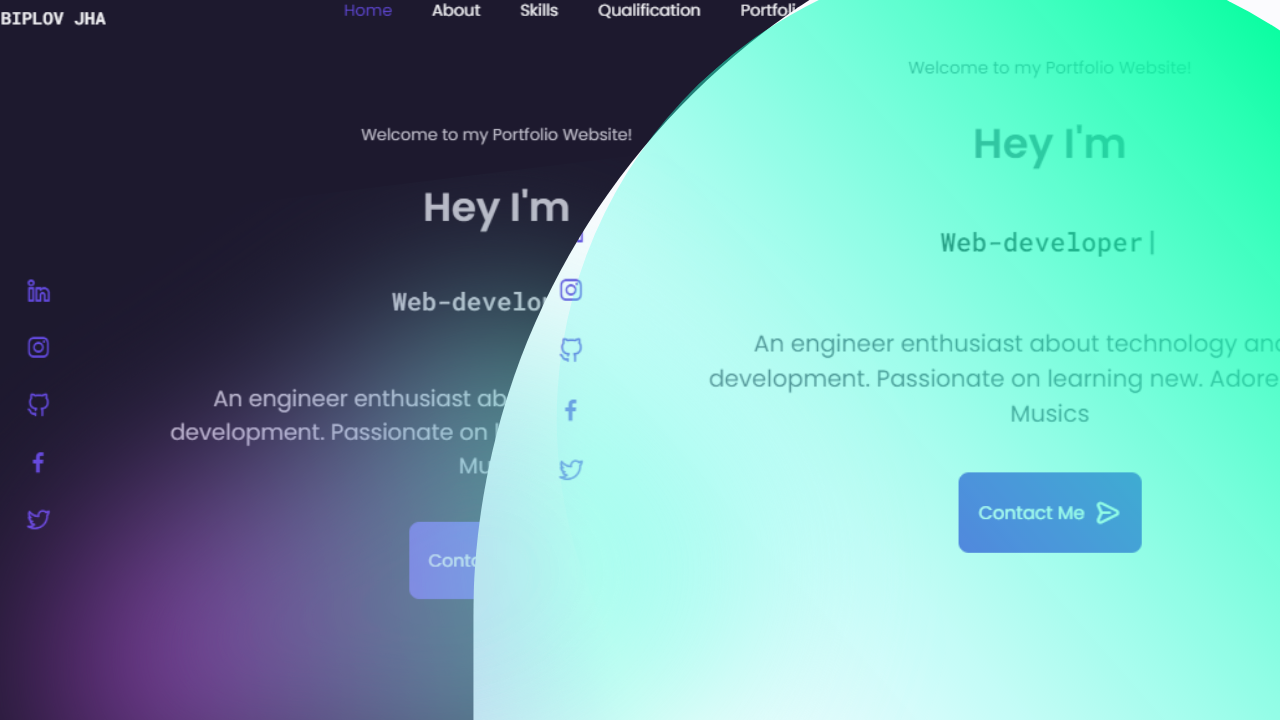 BIPLOV JHA
Home About Skills Qualification Portfoli
Welcome to my Portfolio Website!
Hey I'm
Web-develo
An engineer enthusiast ab
development. Passionate on
Mu
Conta
Welcome to my Portfolio Website!
Hey I'm
Web-developer|
An engineer enthusiast about technology and
development. Passionate on learning new. Adore
Musics
Contact Me